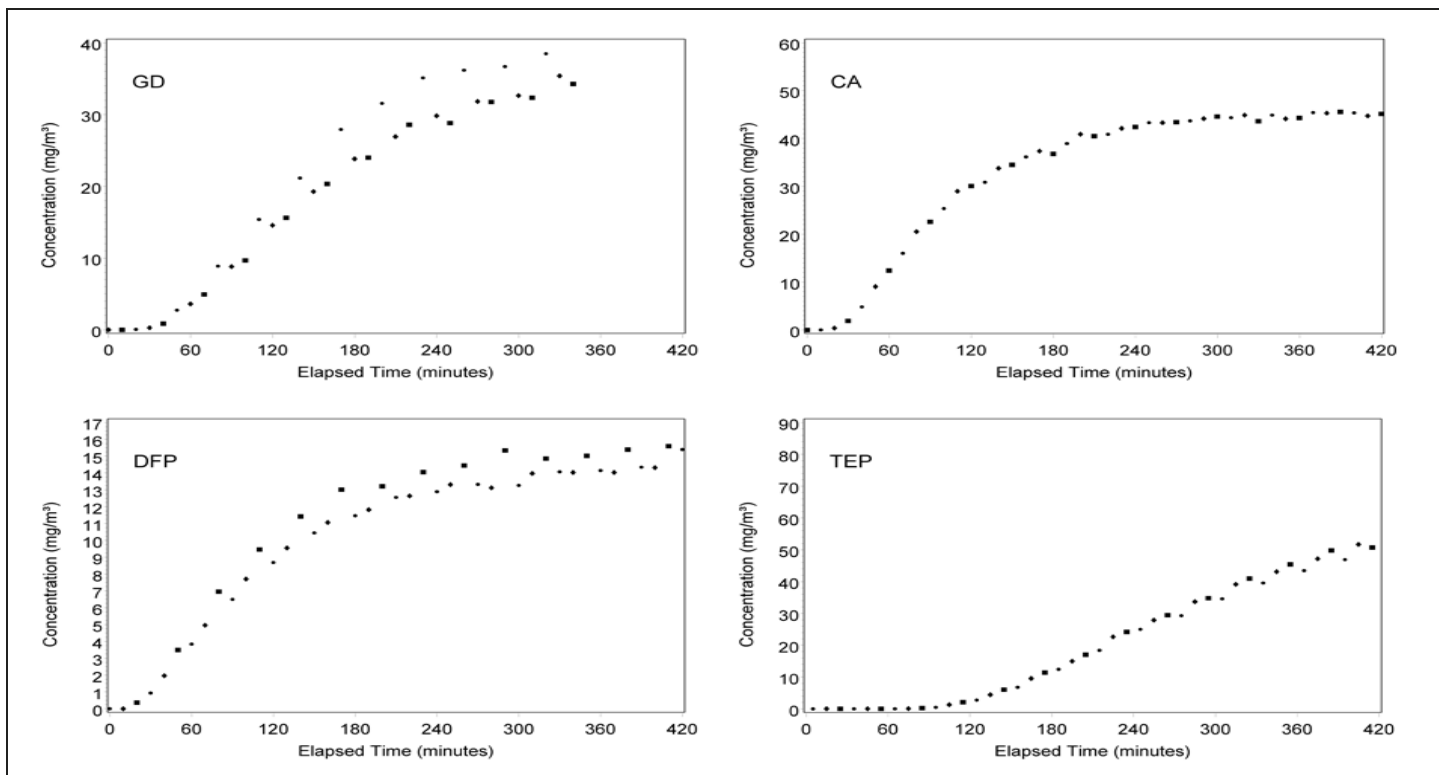 GD
Concentration (mg/m³)
40
30
20
10
0
0 60 120 180 240 300 360 420
Elapsed Time (minutes)
CA
Concentration (mg/m³)
60
50
40
30
20
10
0
0 60 120 180 240 300 360 420
Elapsed Time (minutes)
DFP
Concentration (mg/m³)
17
16
15
14
13
12
11
10
9
8
7
6
5
4
3
2
1
0
0 60 120 180 240 300 360 420
Elapsed Time (minutes)
TEP
Concentration (mg/m³)
90
80
70
60
50
40
30
20
10
0
0 60 120 180 240 300 360 420
Elapsed Time (minutes)